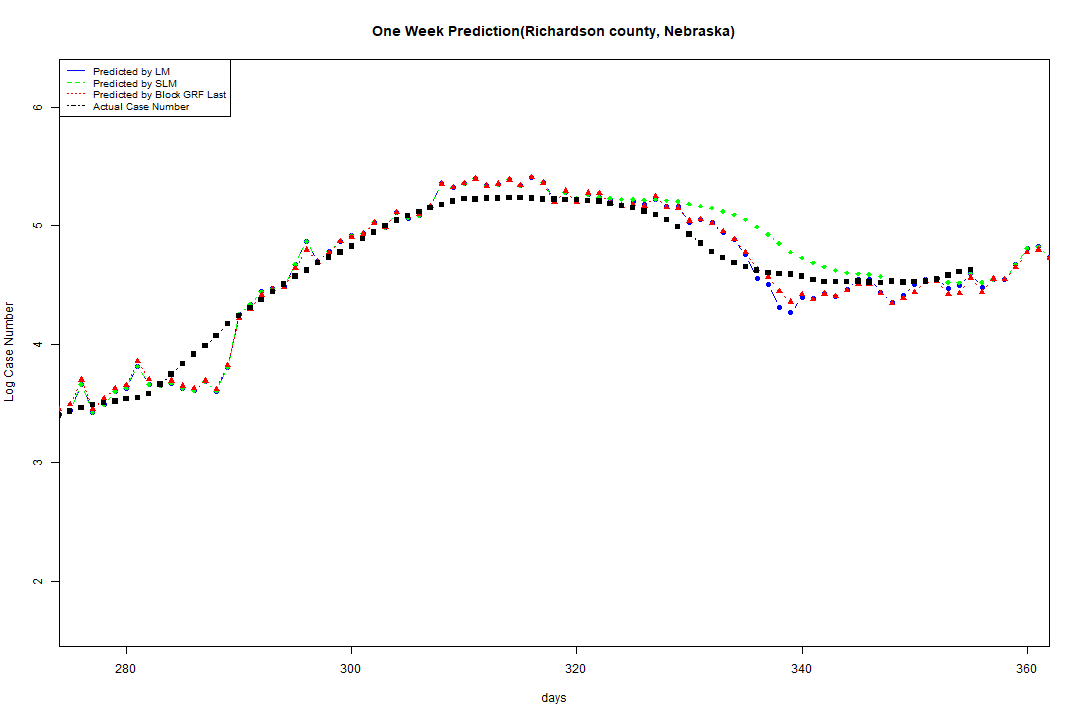 One Week Prediction(Richardson county, Nebraska)
Predicted by LM
Predicted by SLM
Predicted by Block GRF Last
Actual Case Number
6
5
4
3
2
Log Case Number
280 300 320 340 360
days